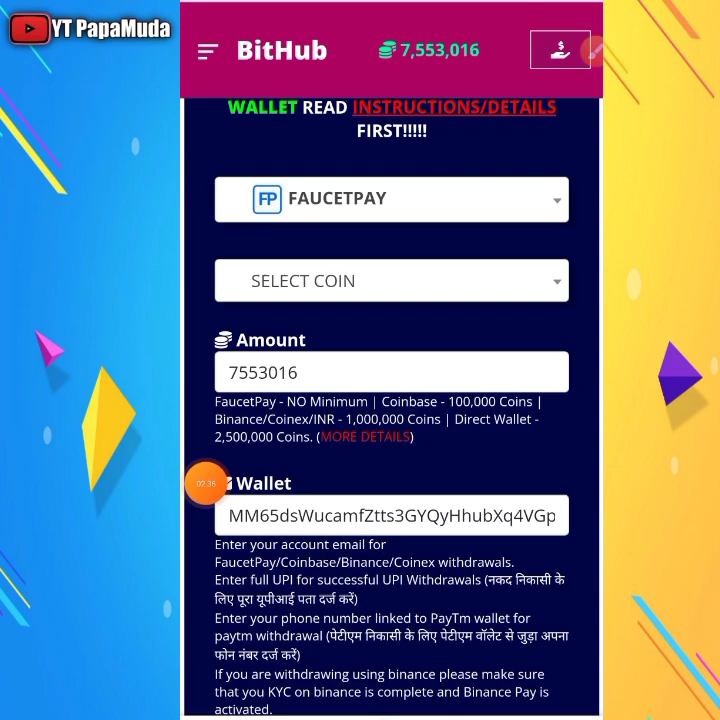 YT PapaMuda
BitHub
7,553,016
WALLET READ INSTRUCTIONS/DETAILS
FIRST!!!!!
FP FAUCETPAY
SELECT COIN
Amount
7553016
FaucetPay - NO Minimum | Coinbase - 100,000 Coins |
Binance/Coinex/INR - 1,000,000 Coins | Direct Wallet -
2,500,000 Coins. (MORE DETAILS)
02:36
Wallet
MM65dsWucamfZtts3GYQyHhubXq4VGp
Enter your account email for
FaucetPay/Coinbase/Binance/Coinex withdrawals.
Enter full UPI for successful UPI Withdrawals (नकद निकासी के
लिए पूरा यूपीआई पता दर्ज करें)
Enter your phone number linked to PayTm wallet for
paytm withdrawal (पेटीएम निकासी के लिए पेटीएम वॉलेट से जुड़ा अपना
फोन नंबर दर्ज करें)
If you are withdrawing using binance please make sure
that you KYC on binance is complete and Binance Pay is
activated.